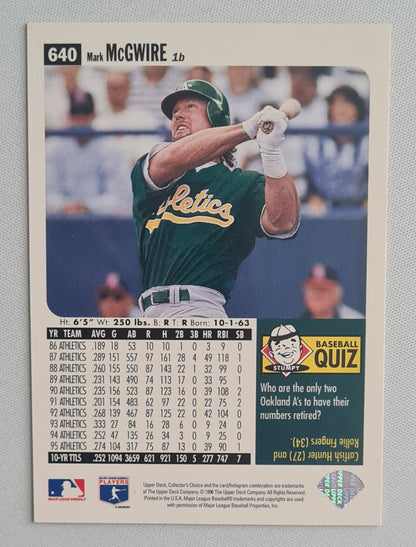 640 Mark McGWIRE 1b
Athletics
Ht: 6'5" Wt: 250 lbs. B: R T: R Born: 10-1-63
YR TEAM AVG G AB R H 2B 3B HR RBI SB
86 ATHLETICS .189 18 53 10 10 1 0 3 9 0
87 ATHLETICS .289 151 557 97 161 28 4 49 118 1
88 ATHLETICS .260 155 550 87 143 22 1 32 99 0
89 ATHLETICS .231 143 490 74 113 17 0 33 95 1
90 ATHLETICS .235 156 523 87 123 16 0 39 108 2
91 ATHLETICS .201 154 483 62 97 22 0 22 75 2
92 ATHLETICS .268 139 467 87 125 22 0 42 104 0
93 ATHLETICS .333 27 84 16 28 6 0 9 24 0
94 ATHLETICS .252 47 135 26 34 3 0 9 25 0
95 ATHLETICS .274 104 317 75 87 13 0 39 90 1
10-YR TTLS .252 1094 3659 621 921 150 5 277 747 7
STUMPY
BASEBALL
QUIZ
Who are the only two
Oakland A's to have their
numbers retired?
Catfish Hunter (27) and
Rollie Fingers (34).
MAJOR LEAGUE BASEBALL
PLAYERS
Upper Deck, Collector's Choice and the card/hologram combination are trademarks
of The Upper Deck Company. © 1996 The Upper Deck Company. All Rights Reserved.
Printed in the U.S.A. Major League Baseball trademarks and copyrights are used
with permission of Major League Baseball Properties, Inc.